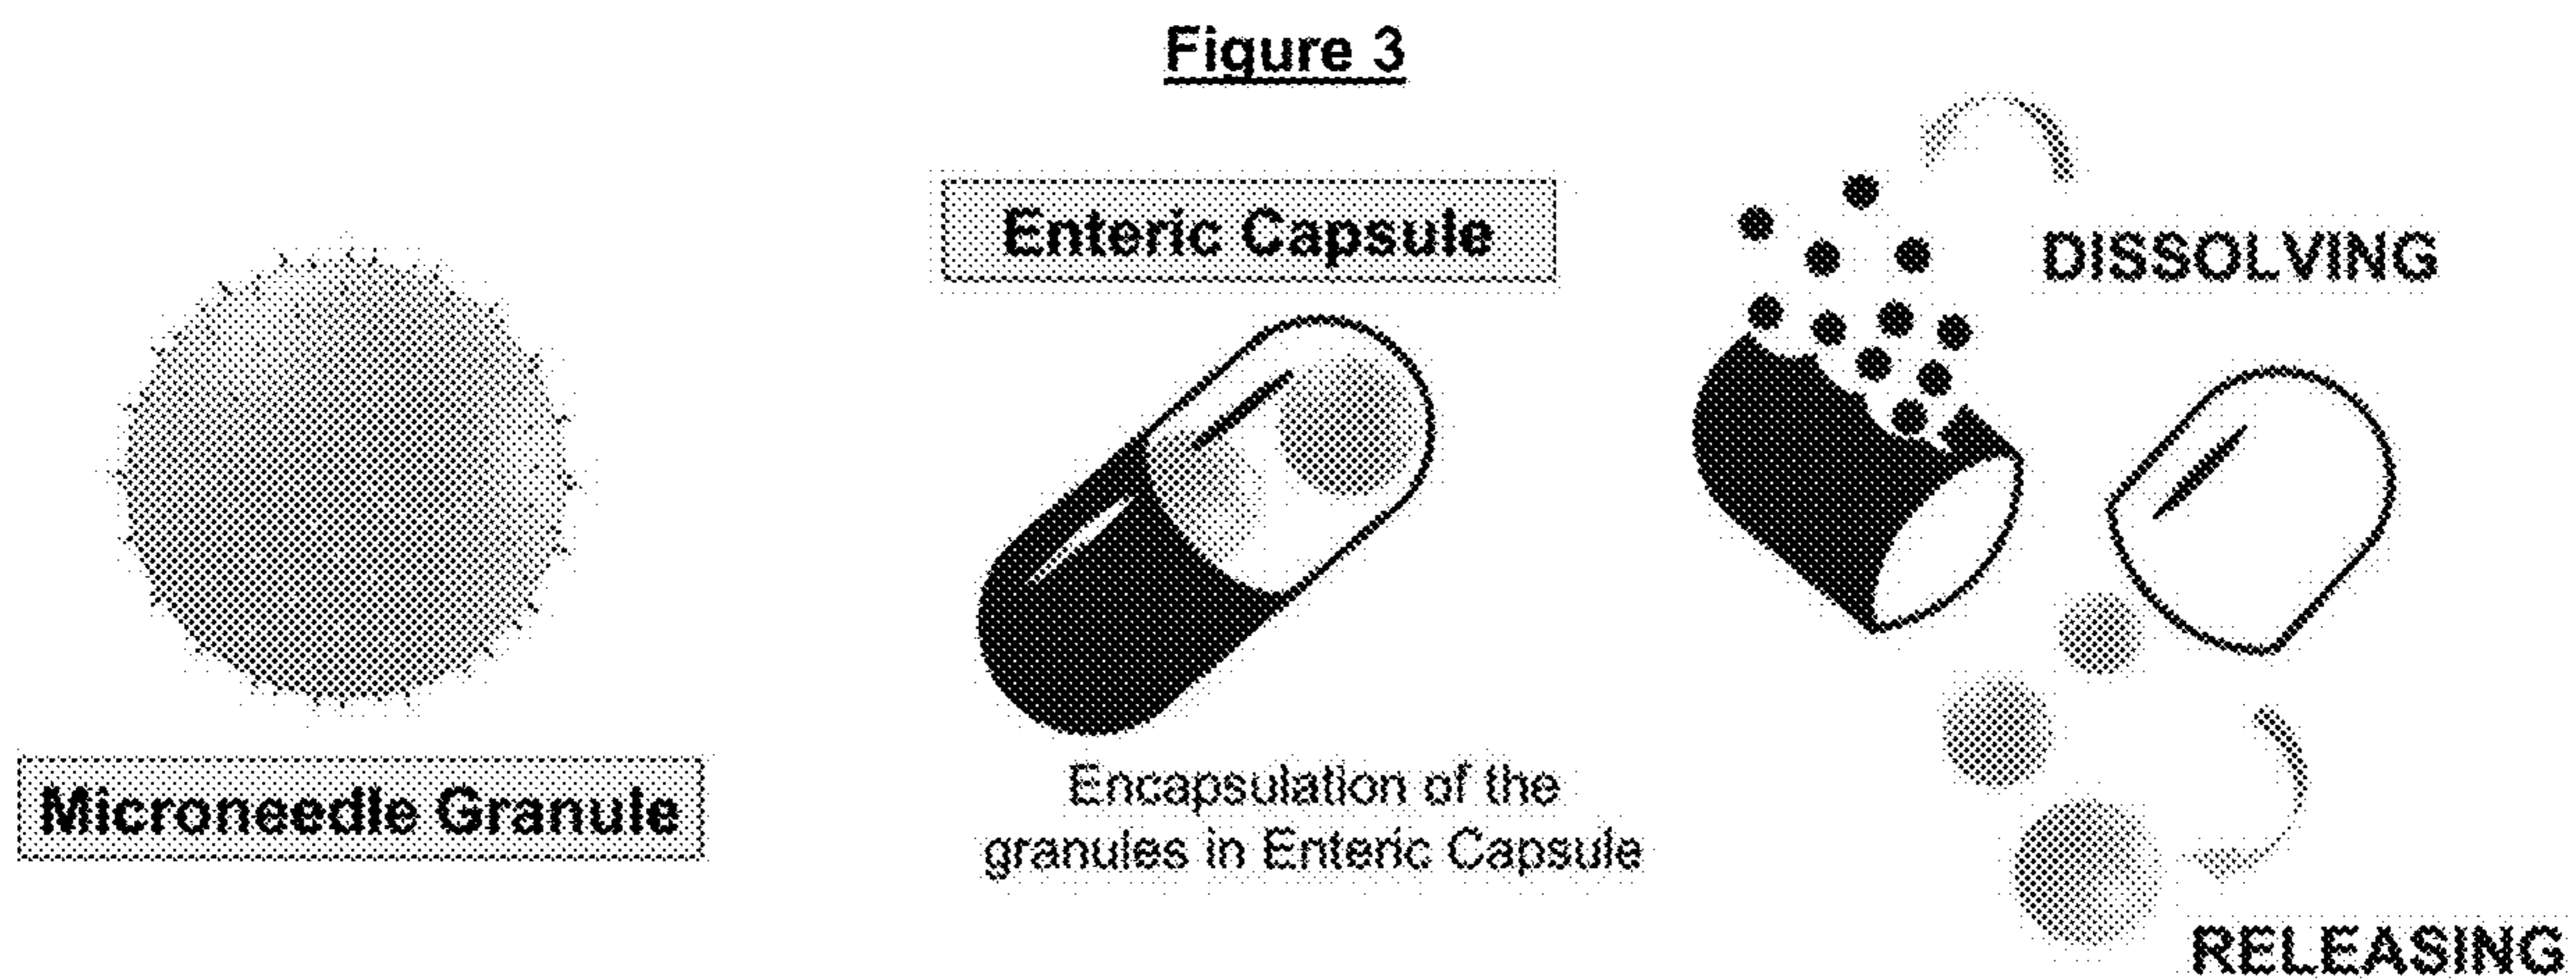 Figure 3
Enteric Capsule
DISSOLVING
Microneedle Granule
Encapsulation of the
granules in Enteric Capsule
RELEASING